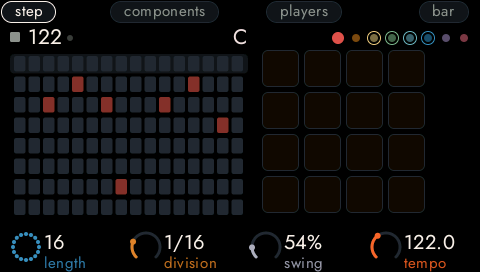 step components players bar
122 C
16 1/16 54% 122.0
length division swing tempo